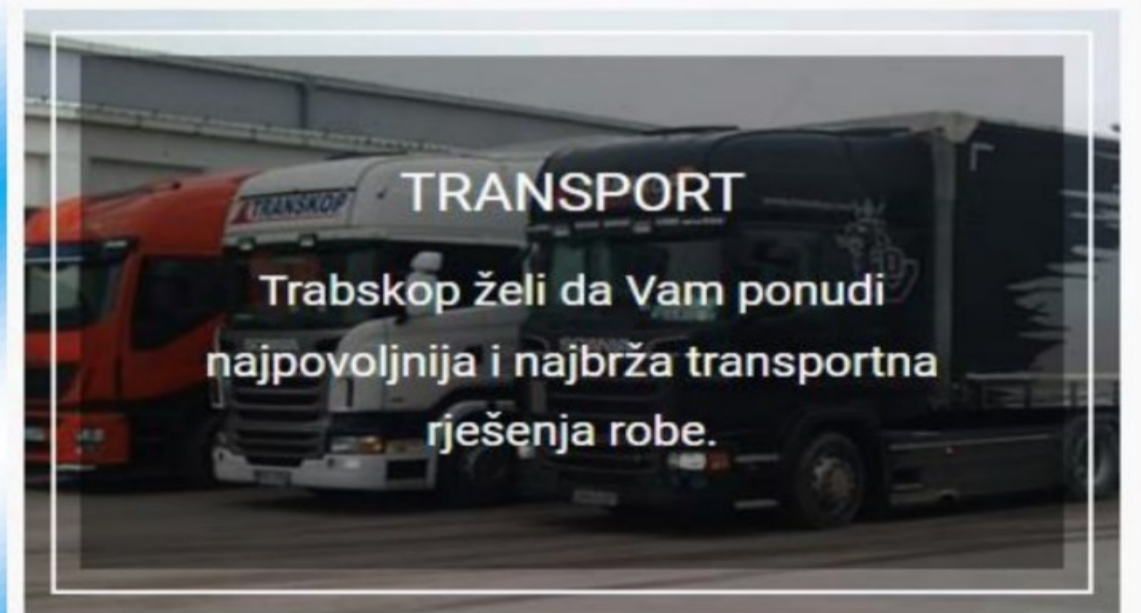 TRANSKOP
TRANSPORT
Trabskop želi da Vam ponudi
najpovoljnija i najbrža transportna
rješenja robe.